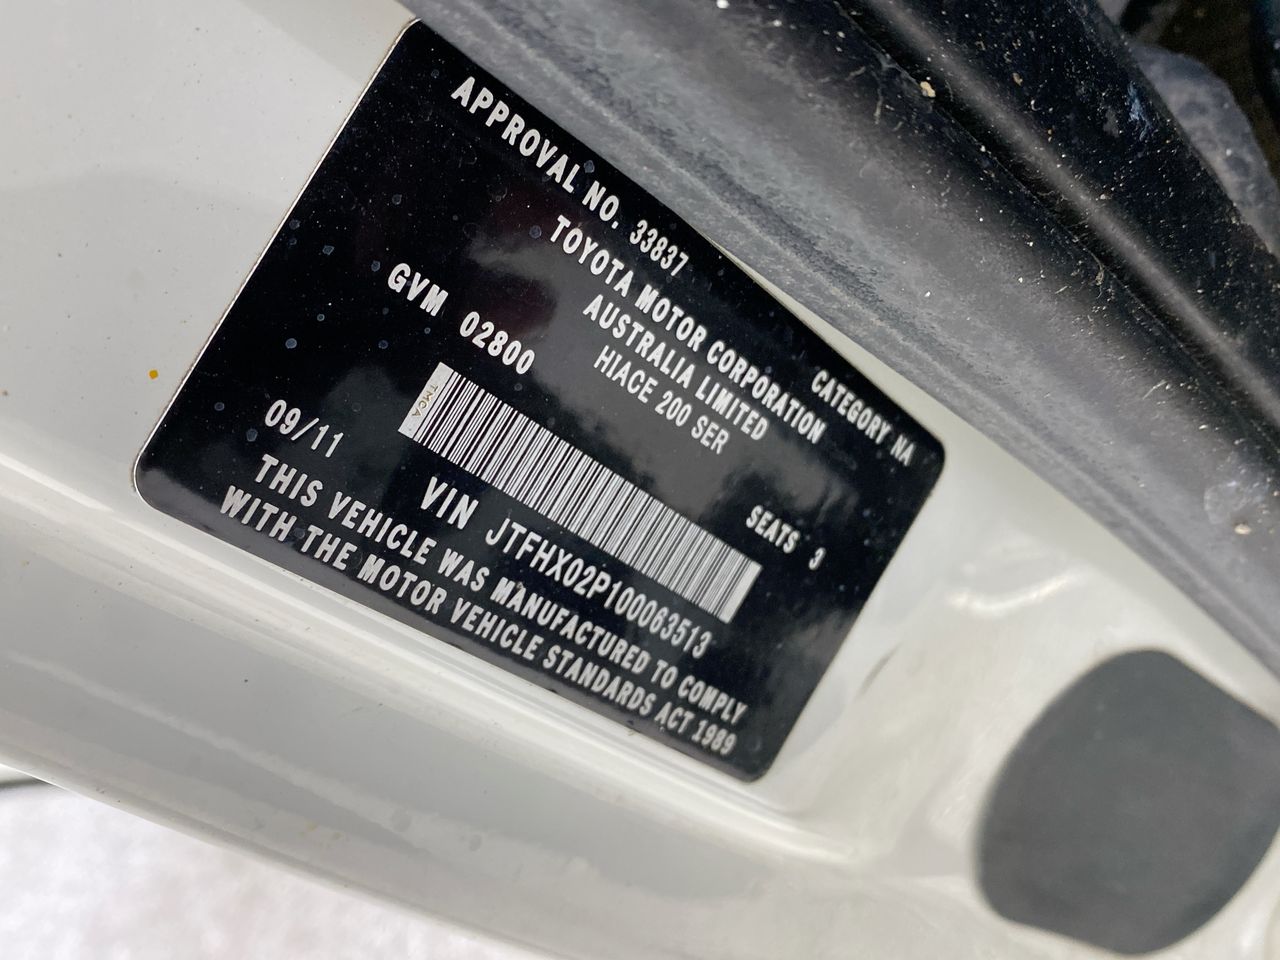 APPROVAL NO. 33837 CATEGORY NA
TOYOTA MOTOR CORPORATION
AUSTRALIA LIMITED
HIACE 200 SER
GVM 02800 SEATS 3
TMCA
09/11 VIN JTFHX02P100063513
THIS VEHICLE WAS MANUFACTURED TO COMPLY
WITH THE MOTOR VEHICLE STANDARDS ACT 1989